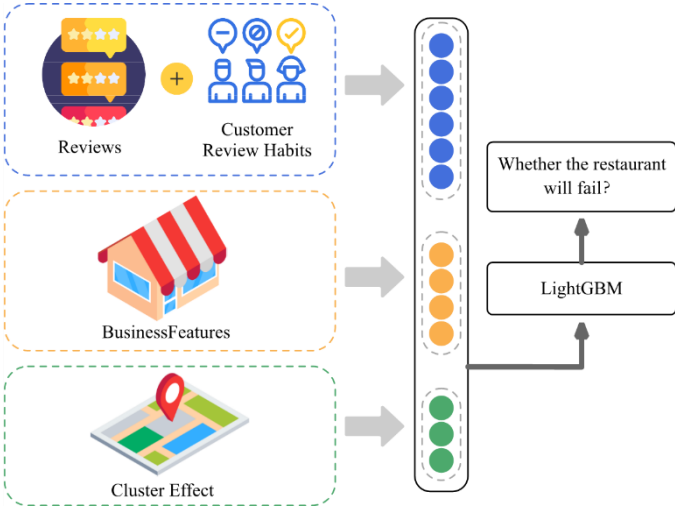 Reviews
+
Customer
Review Habits
BusinessFeatures
Cluster Effect
Whether the restaurant
will fail?
LightGBM